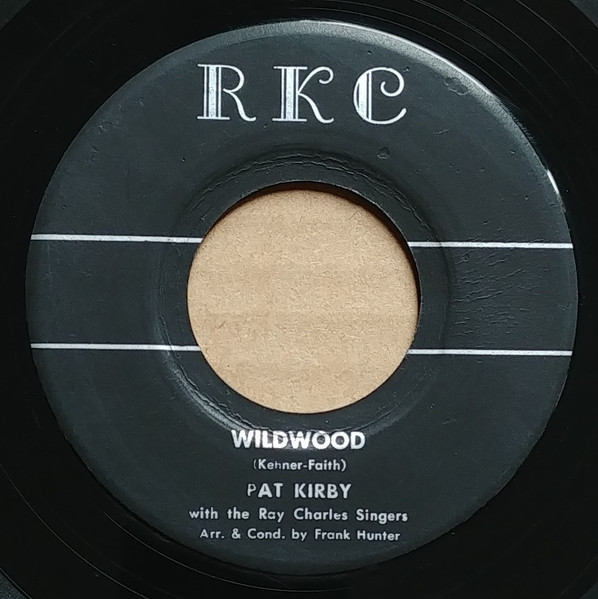 RKC
WILDWOOD
(Kehner-Faith)
PAT KIRBY
with the Ray Charles Singers
Arr. & Cond. by Frank Hunter